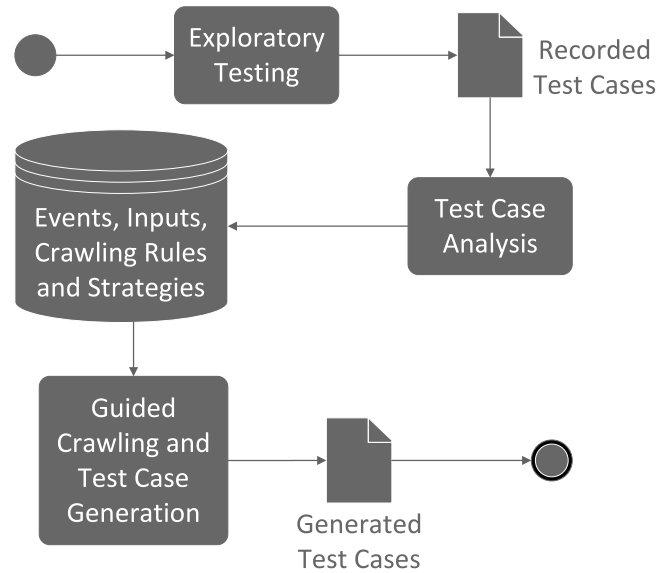 Exploratory
Testing
Recorded
Test Cases
Test Case
Analysis
Events, Inputs,
Crawling Rules
and Strategies
Guided
Crawling and
Test Case
Generation
Generated
Test Cases